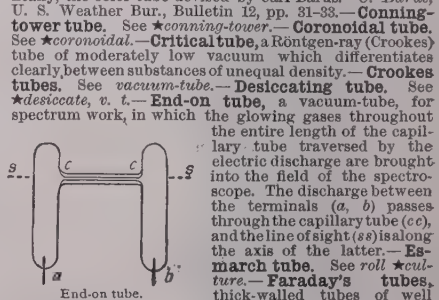 U. S. Weather Bur., Bulletin 12, pp. 31–33.—Conning-
tower tube. See ★conning-tower.—Coronoidal tube.
See ★coronoidal.—Critical tube, a Röntgen-ray (Crookes)
tube of moderately low vacuum which differentiates
clearly between substances of unequal density.—Crookes
tubes. See vacuum-tube.—Desiccating tube. See
★desiccate, v. t.—End-on tube, a vacuum-tube, for
spectrum work, in which the glowing gases throughout
the entire length of the capil-
lary tube traversed by the
electric discharge are brought
into the field of the spectro-
scope. The discharge between
the terminals (a, b) passes
through the capillary tube (cc),
and the line of sight (ss) is along
the axis of the latter.—Es-
march tube. See roll ★cul-
ture.—Faraday's tubes,
thick-walled tubes of well
s c c s
a b
End-on tube.